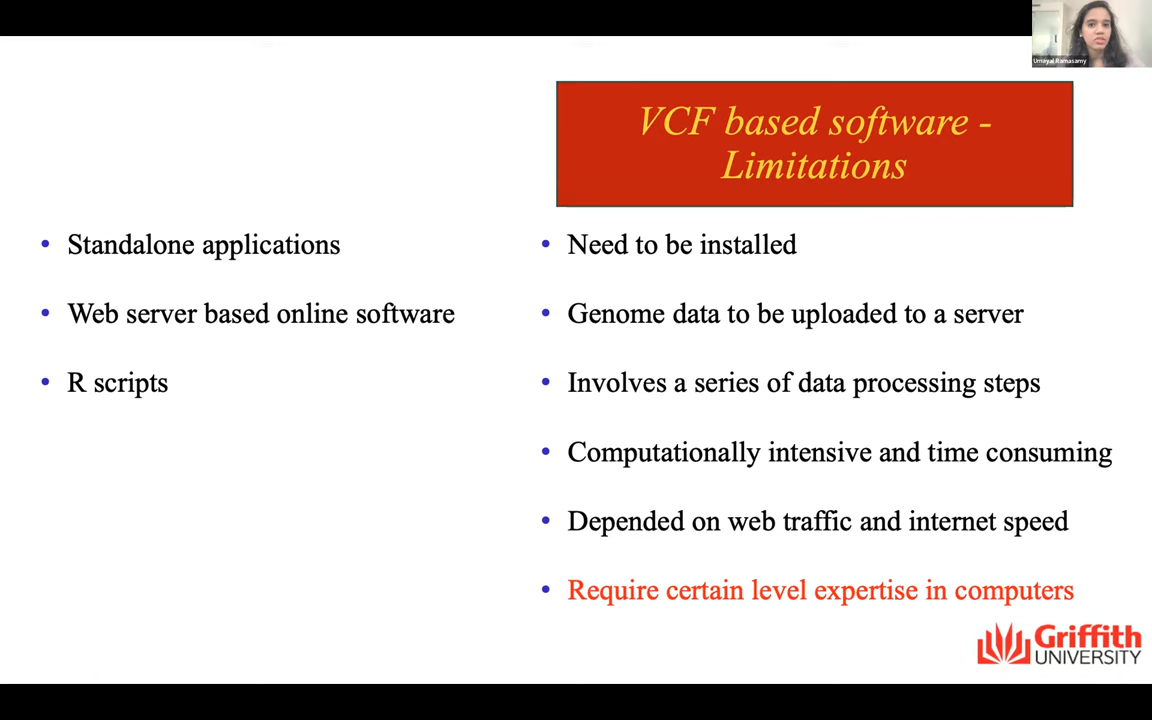 Umayal Ramasamy
VCF based software -
Limitations
• Standalone applications
• Web server based online software
• R scripts
• Need to be installed
• Genome data to be uploaded to a server
• Involves a series of data processing steps
• Computationally intensive and time consuming
• Depended on web traffic and internet speed
• Require certain level expertise in computers
Griffith
UNIVERSITY